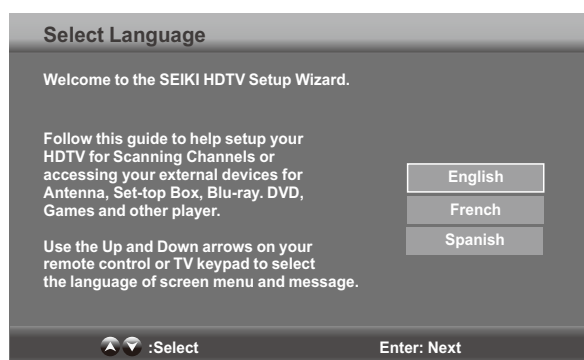 Select Language
Welcome to the SEIKI HDTV Setup Wizard.
Follow this guide to help setup your
HDTV for Scanning Channels or
accessing your external devices for
Antenna, Set-top Box, Blu-ray. DVD,
Games and other player.
Use the Up and Down arrows on your
remote control or TV keypad to select
the language of screen menu and message.
English
French
Spanish
:Select
Enter: Next